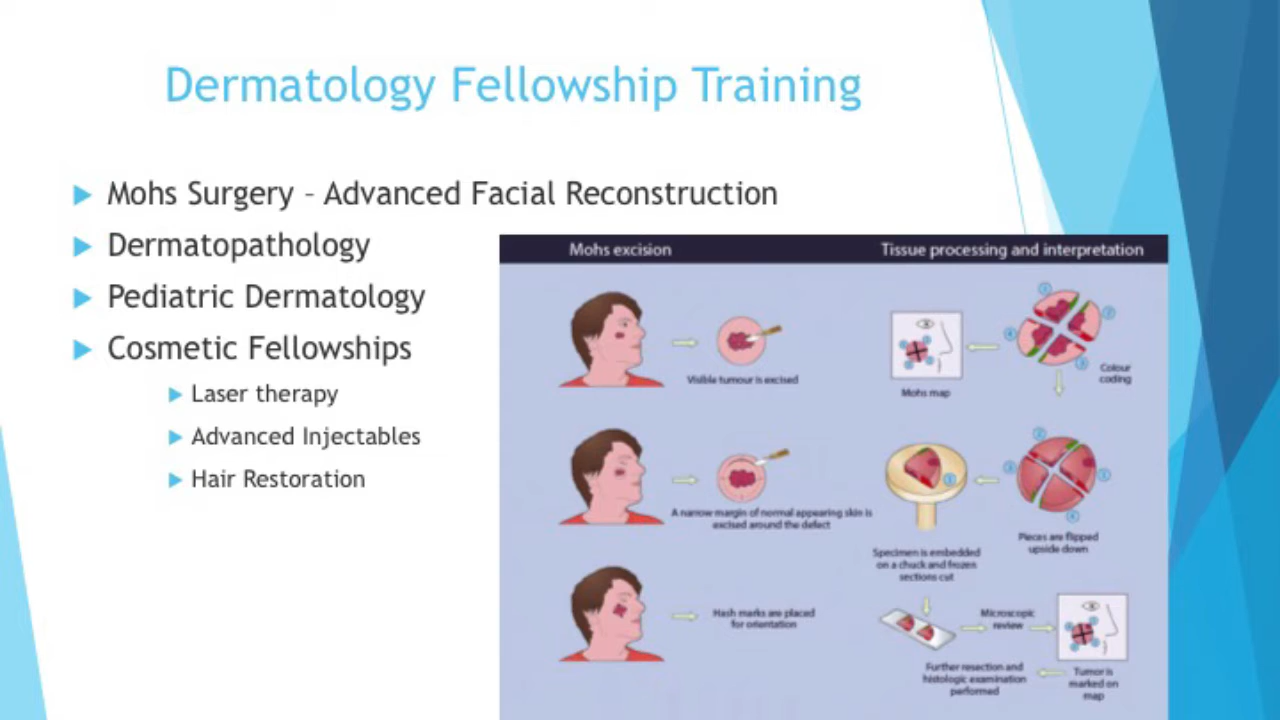 Dermatology Fellowship Training
Mohs Surgery – Advanced Facial Reconstruction
Dermatopathology
Pediatric Dermatology
Cosmetic Fellowships
Laser therapy
Advanced Injectables
Hair Restoration
Mohs excision
Tissue processing and interpretation
Visible tumour is excised
Mohs map
Colour
coding
A narrow margin of normal appearing skin is
excised around the defect
Specimen is embedded
on a chuck and frozen
sections cut
Pieces are flipped
upside down
Hash marks are placed
for orientation
Microscopic
review
Further resection and
histologic examination
performed
Tumor is
marked on
map